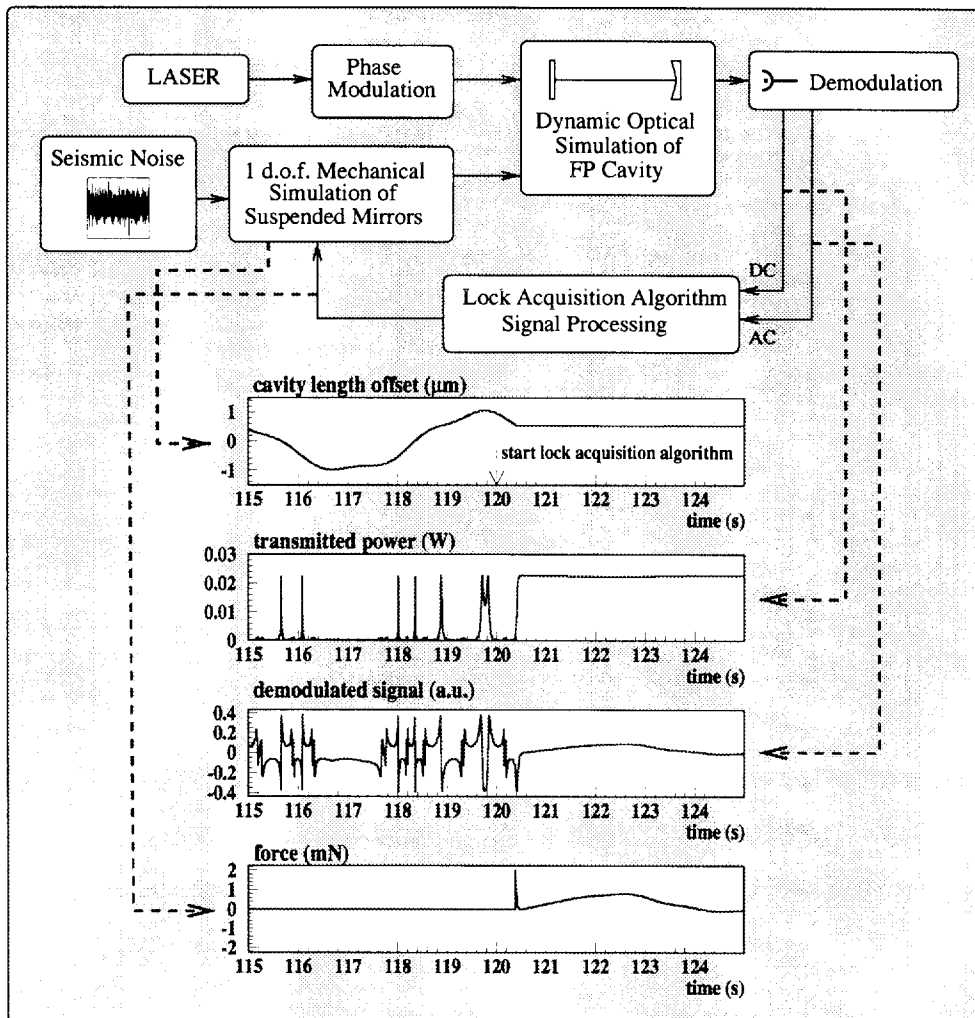 LASER
Phase
Modulation
Dynamic Optical
Simulation of
FP Cavity
Demodulation
Seismic Noise
1 d.o.f. Mechanical
Simulation of
Suspended Mirrors
DC
AC
Lock Acquisition Algorithm
Signal Processing
cavity length offset (μm)
1
0
-1
start lock acquisition algorithm
115 116 117 118 119 120 121 122 123 124
time (s)
transmitted power (W)
0.03
0.02
0.01
0
115 116 117 118 119 120 121 122 123 124
time (s)
demodulated signal (a.u.)
0.4
0.2
0
-0.2
-0.4
115 116 117 118 119 120 121 122 123 124
time (s)
force (mN)
2
1
0
-1
-2
115 116 117 118 119 120 121 122 123 124
time (s)